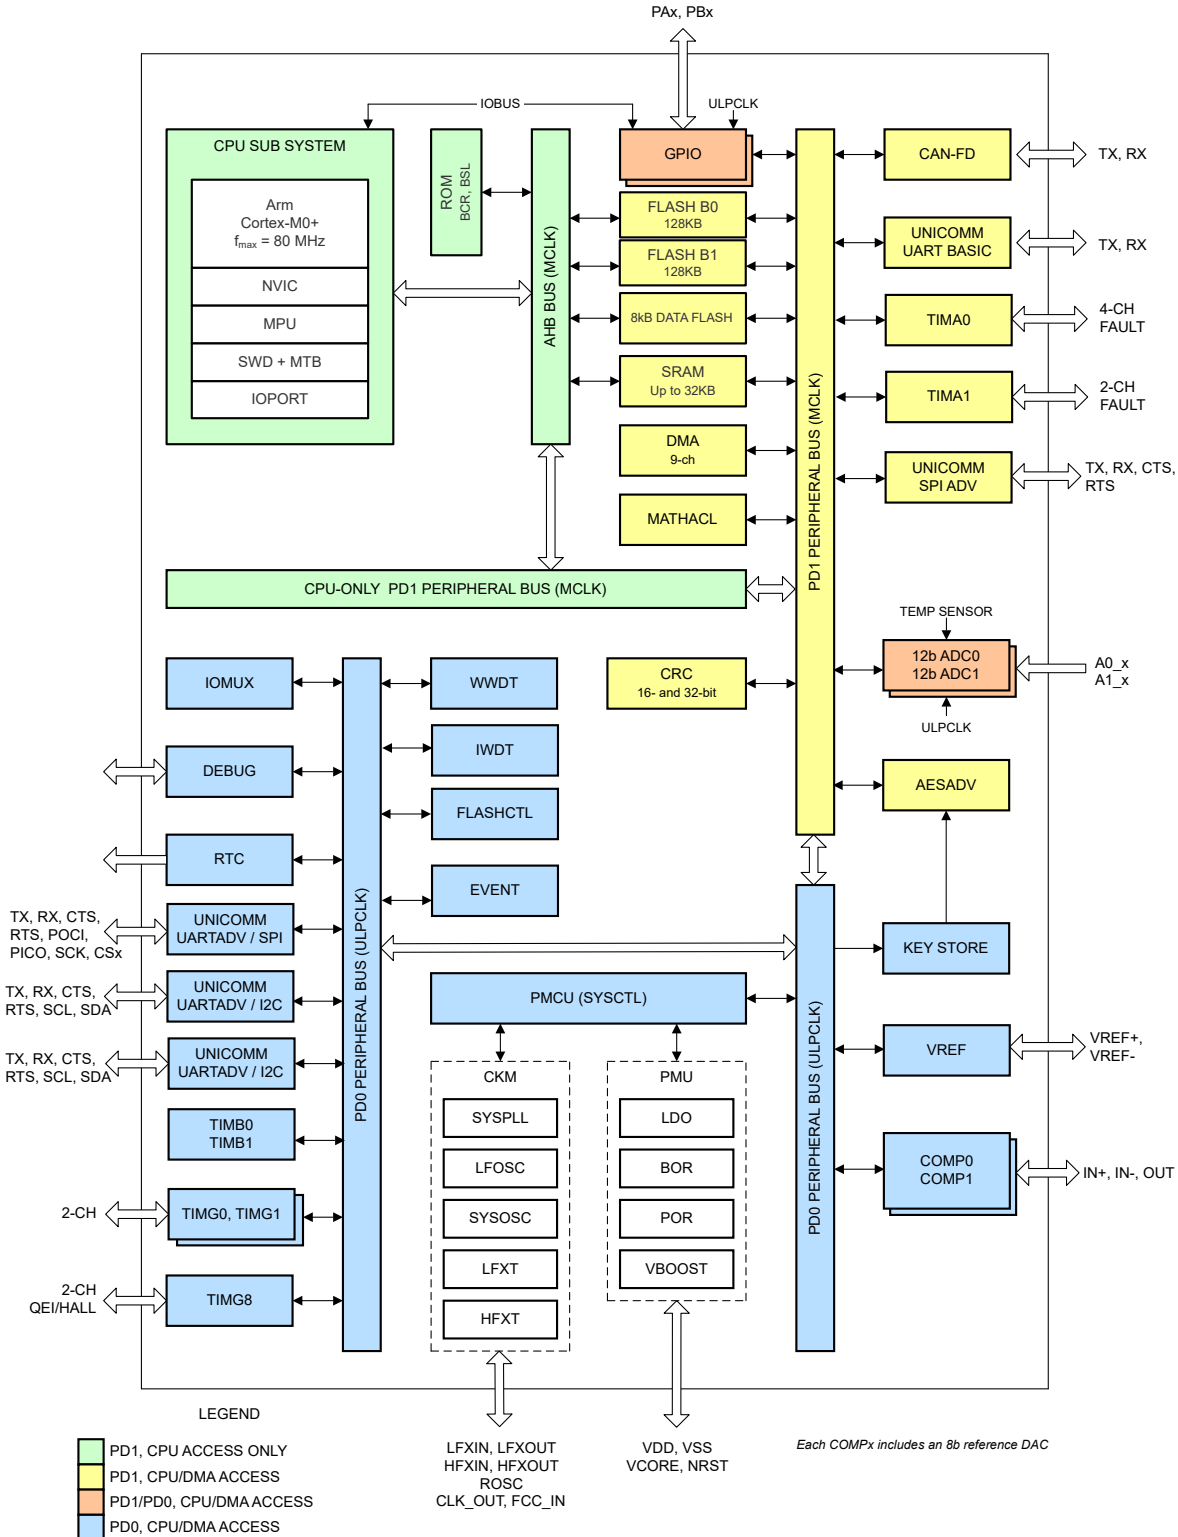 PAx, PBx
IOBUS
ULPCLK
CPU SUB SYSTEM
Arm
Cortex-M0+
fmax = 80 MHz
NVIC
MPU
SWD + MTB
IOPORT
ROM
BCR, BSL
AHB BUS (MCLK)
GPIO
FLASH B0
128KB
FLASH B1
128KB
8kB DATA FLASH
SRAM
Up to 32KB
DMA
9-ch
MATHACL
PD1 PERIPHERAL BUS (MCLK)
CAN-FD
TX, RX
UNICOMM
UART BASIC
TX, RX
TIMA0
4-CH
FAULT
TIMA1
2-CH
FAULT
UNICOMM
SPI ADV
TX, RX, CTS,
RTS
CPU-ONLY PD1 PERIPHERAL BUS (MCLK)
TEMP SENSOR
12b ADC0
12b ADC1
A0_x
A1_x
ULPCLK
CRC
16- and 32-bit
AESADV
IOMUX
DEBUG
RTC
TX, RX, CTS,
RTS, POCI,
PICO, SCK, CSx
UNICOMM
UARTADV / SPI
TX, RX, CTS,
RTS, SCL, SDA
UNICOMM
UARTADV / I2C
TX, RX, CTS,
RTS, SCL, SDA
UNICOMM
UARTADV / I2C
TIMB0
TIMB1
2-CH
TIMG0, TIMG1
2-CH
QEI/HALL
TIMG8
PD0 PERIPHERAL BUS (ULPCLK)
WWDT
IWDT
FLASHCTL
EVENT
PMCU (SYSCTL)
CKM
SYSPLL
LFOSC
SYSOSC
LFXT
HFXT
PMU
LDO
BOR
POR
VBOOST
PD0 PERIPHERAL BUS (ULPCLK)
KEY STORE
VREF
VREF+,
VREF-
COMP0
COMP1
IN+, IN-, OUT
LEGEND
PD1, CPU ACCESS ONLY
PD1, CPU/DMA ACCESS
PD1/PD0, CPU/DMA ACCESS
PD0, CPU/DMA ACCESS
LFXIN, LFXOUT
HFXIN, HFXOUT
ROSC
CLK_OUT, FCC_IN
VDD, VSS
VCORE, NRST
Each COMPx includes an 8b reference DAC